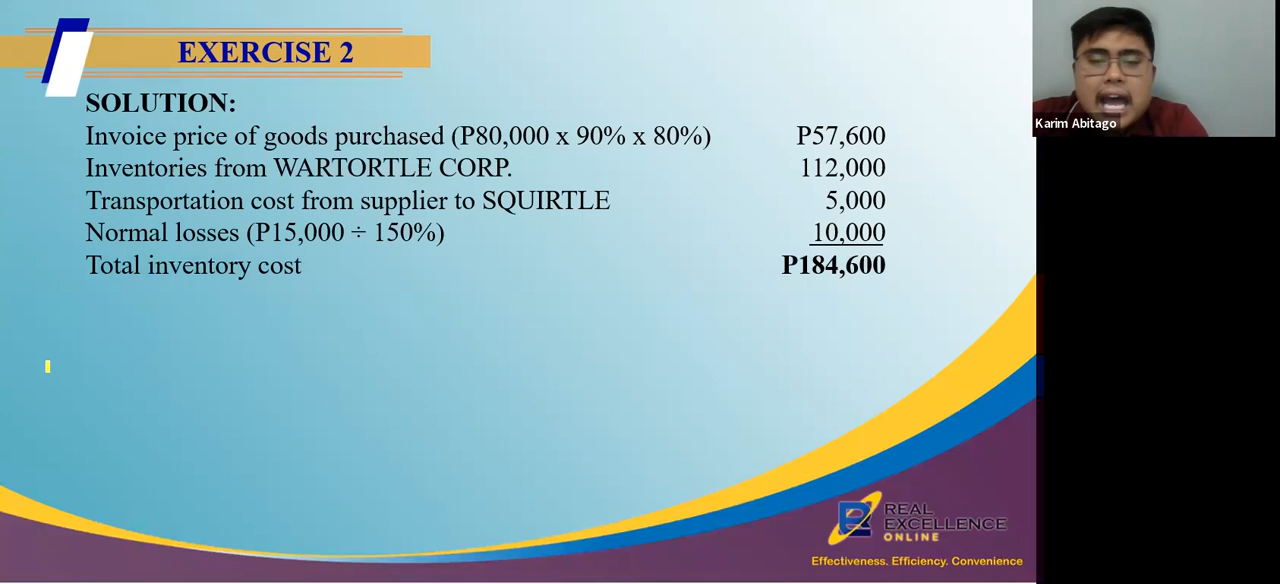 EXERCISE 2
SOLUTION:
Invoice price of goods purchased (P80,000 x 90% x 80%) P57,600
Inventories from WARTORTLE CORP. 112,000
Transportation cost from supplier to SQUIRTLE 5,000
Normal losses (P15,000 ÷ 150%) 10,000
Total inventory cost P184,600
Karim Abitago
REAL
EXCELLENCE
ONLINE
Effectiveness. Efficiency. Convenience